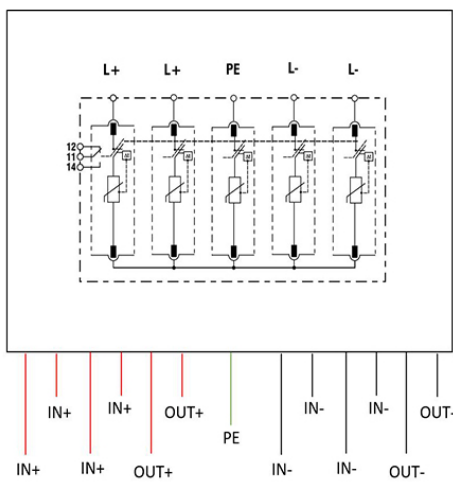 L+ L+ PE L- L-
12
11
14
M M M M M
IN+ IN+ OUT+ IN- IN- OUT-
PE
IN+ IN+ OUT+ IN- IN- OUT-